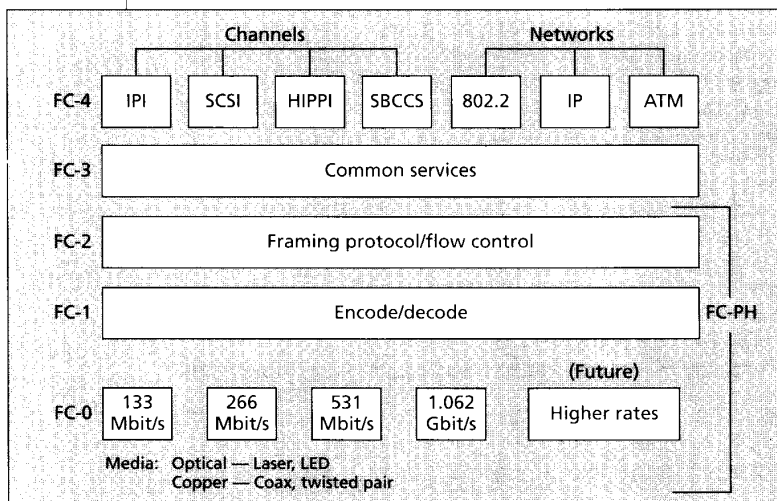 Channels Networks
FC-4 IPI SCSI HIPPI SBCCS 802.2 IP ATM
FC-3 Common services
FC-2 Framing protocol/flow control
FC-1 Encode/decode FC-PH
(Future)
FC-0 133 Mbit/s 266 Mbit/s 531 Mbit/s 1.062 Gbit/s Higher rates
Media: Optical — Laser, LED
Copper — Coax, twisted pair